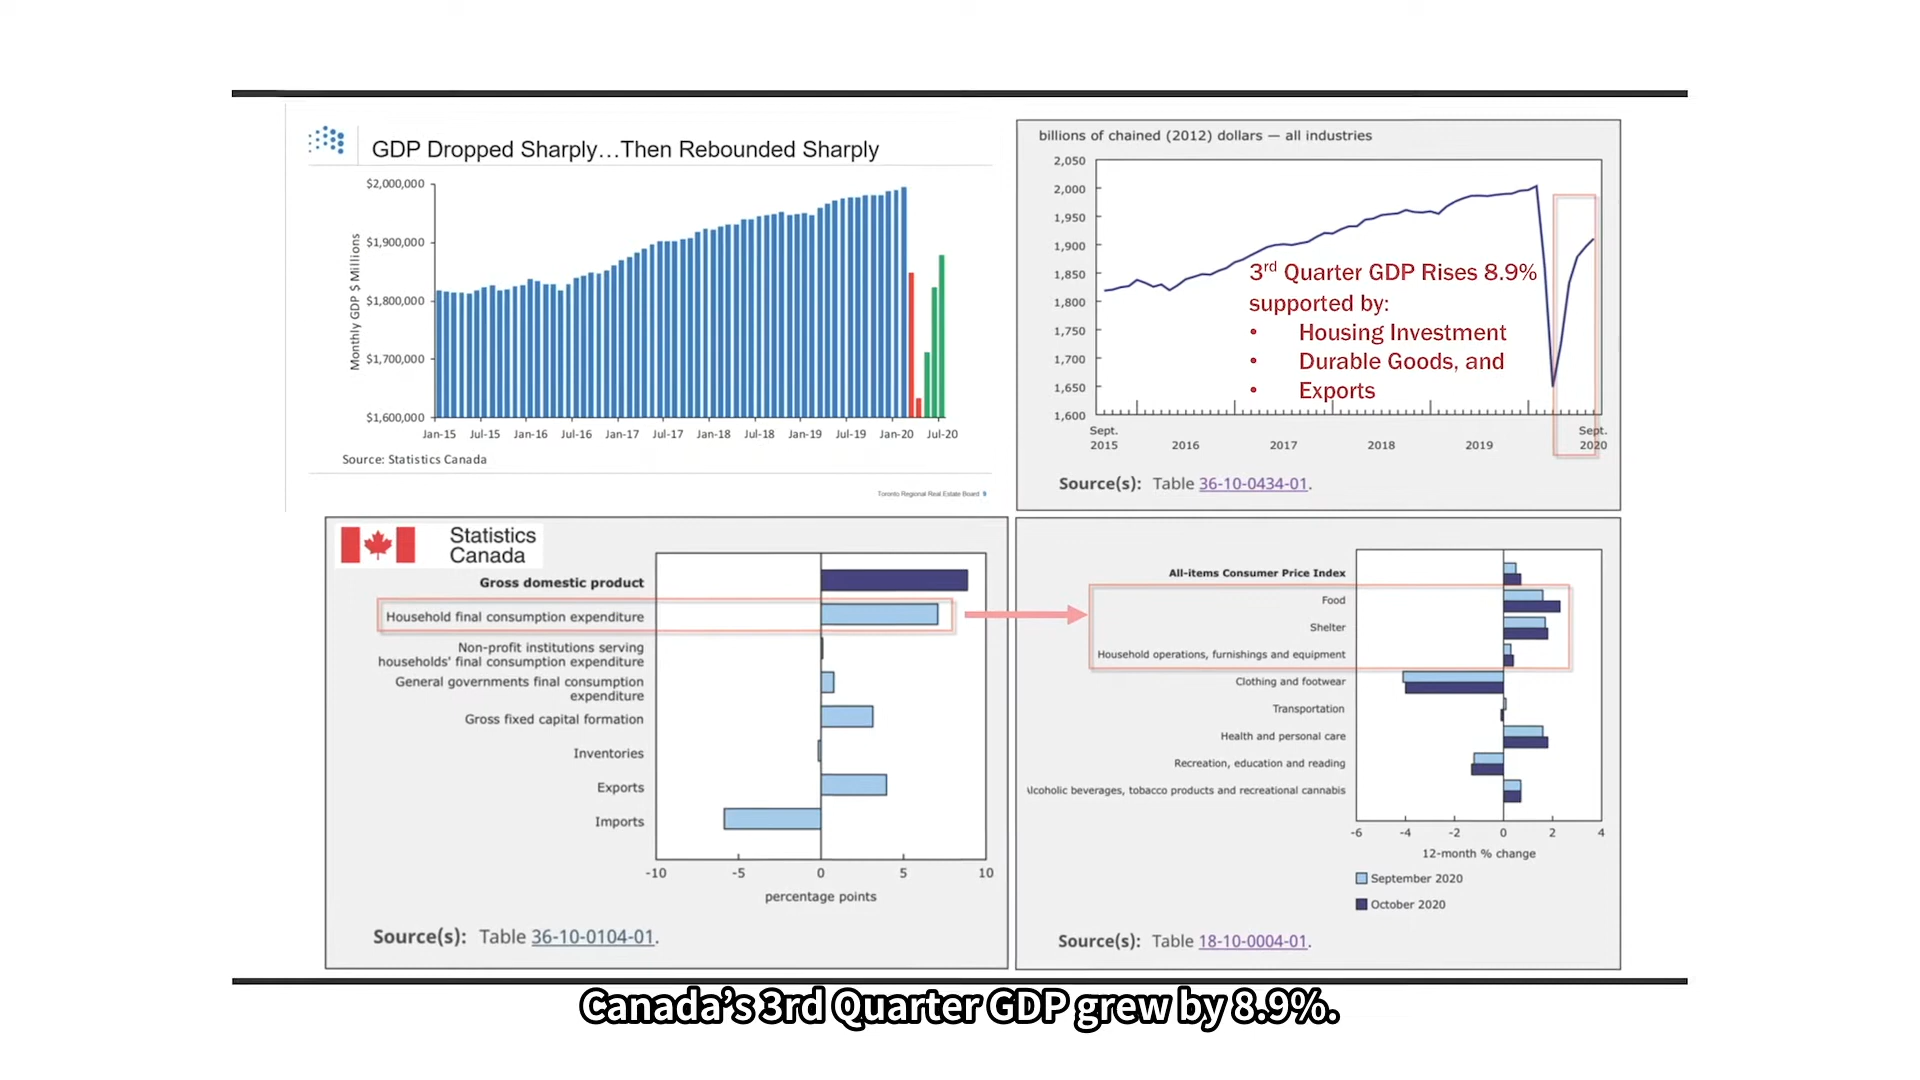 GDP Dropped Sharply…Then Rebounded Sharply
Monthly GDP $ Millions
$2,000,000
$1,900,000
$1,800,000
$1,700,000
$1,600,000
Jan-15 Jul-15 Jan-16 Jul-16 Jan-17 Jul-17 Jan-18 Jul-18 Jan-19 Jul-19 Jan-20 Jul-20
Source: Statistics Canada
Toronto Regional Real Estate Board 9
billions of chained (2012) dollars — all industries
2,050
2,000
1,950
1,900
1,850
1,800
1,750
1,700
1,650
1,600
3rd Quarter GDP Rises 8.9%
supported by:
• Housing Investment
• Durable Goods, and
• Exports
Sept. Sept.
2015 2016 2017 2018 2019 2020
Source(s): Table 36-10-0434-01.
Statistics
Canada
Gross domestic product
Household final consumption expenditure
Non-profit institutions serving
households' final consumption expenditure
General governments final consumption
expenditure
Gross fixed capital formation
Inventories
Exports
Imports
-10 -5 0 5 10
percentage points
Source(s): Table 36-10-0104-01.
All-items Consumer Price Index
Food
Shelter
Household operations, furnishings and equipment
Clothing and footwear
Transportation
Health and personal care
Recreation, education and reading
lcoholic beverages, tobacco products and recreational cannabis
-6 -4 -2 0 2 4
12-month % change
September 2020
October 2020
Source(s): Table 18-10-0004-01.
Canada’s 3rd Quarter GDP grew by 8.9%.